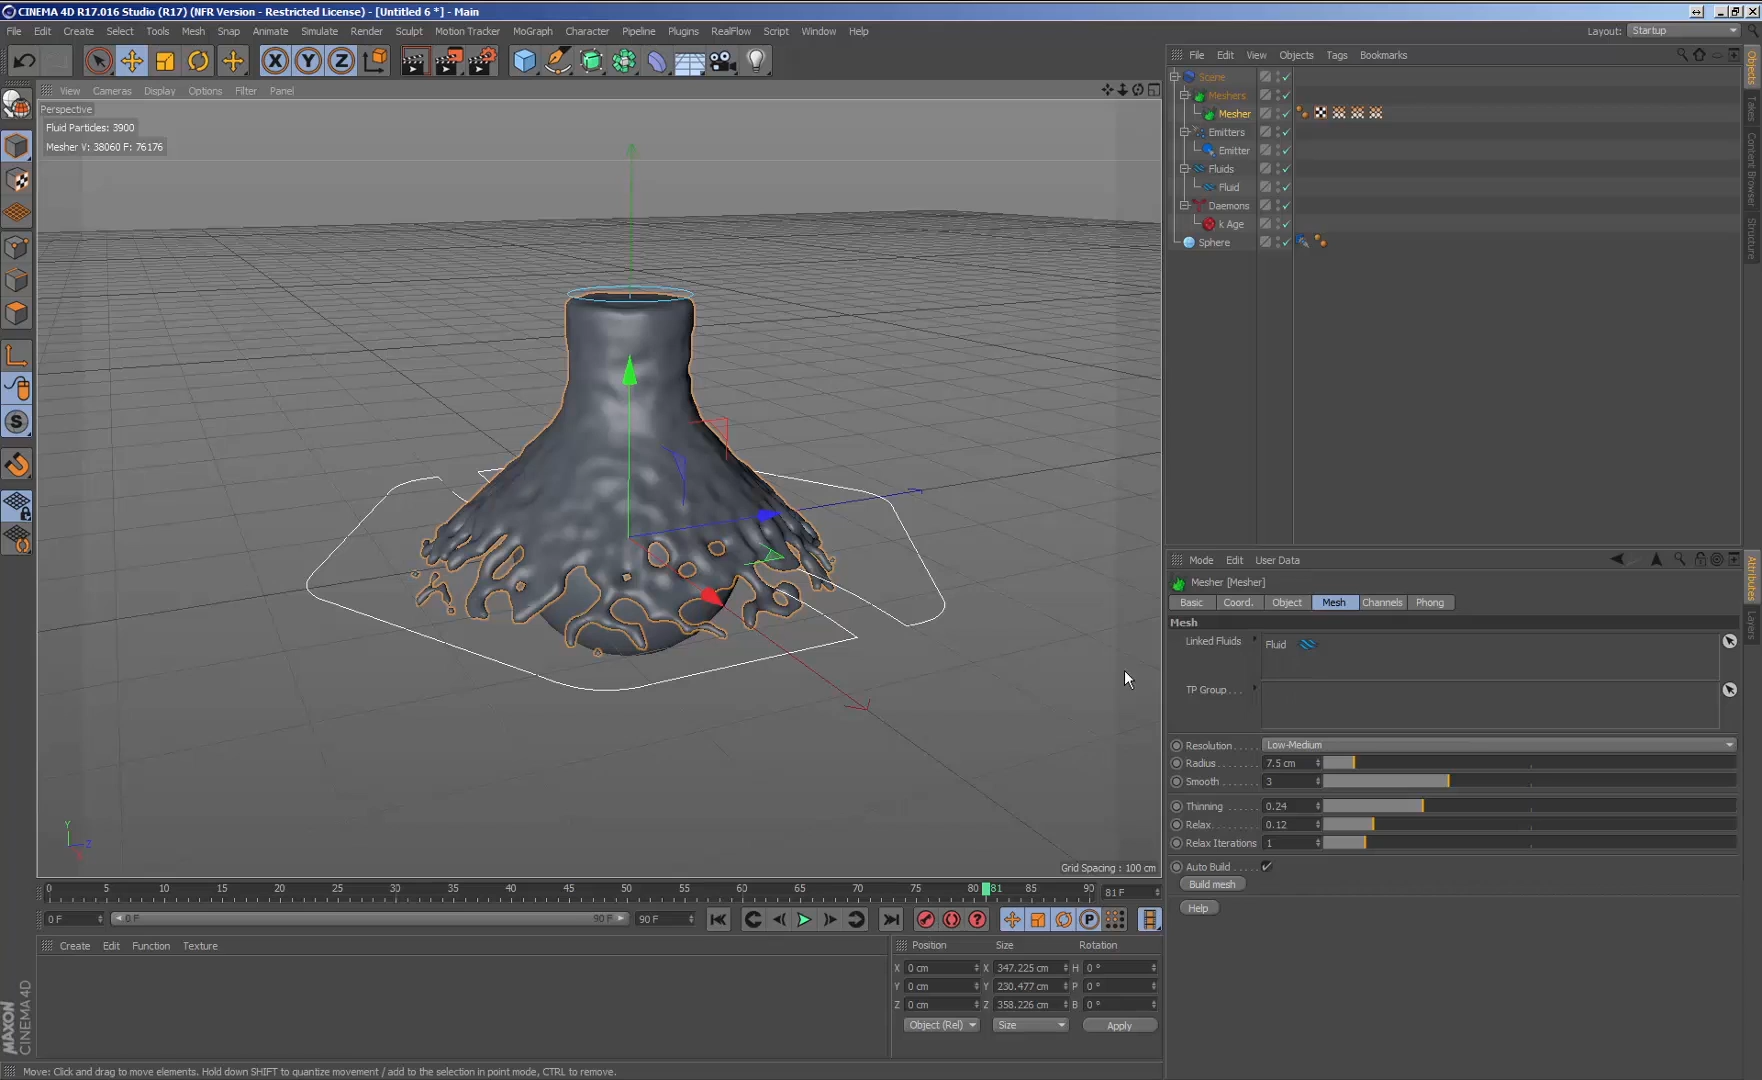 CINEMA 4D R17.016 Studio (R17) (NFR Version - Restricted License) - [Untitled 6 *] - Main
File Edit Create Select Tools Mesh Snap Animate Simulate Render Sculpt Motion Tracker MoGraph Character Pipeline Plugins RealFlow Script Window Help
Layout: Startup
X Y Z
File Edit View Objects Tags Bookmarks
Scene
Meshers
Mesher
Emitters
Emitter
Fluids
Fluid
Daemons
k Age
Sphere
Objects
Takes
Content Browser
Structure
View Cameras Display Options Filter Panel
Perspective
Fluid Particles: 3900
Mesher V: 38060 F: 76176
Y
Z
Grid Spacing : 100 cm
Mode Edit User Data
Mesher [Mesher]
Basic Coord. Object Mesh Channels Phong
Mesh
Linked Fluids Fluid
TP Group . . .
Resolution . . . . . Low-Medium
Radius . . . . . . . . 7.5 cm
Smooth . . . . . . . 3
Thinning . . . . . . 0.24
Relax . . . . . . . . 0.12
Relax Iterations 1
Auto Build . . . . .
Build mesh
Help
Attributes
Layers
0 5 10 15 20 25 30 35 40 45 50 55 60 65 70 75 80 81 85 90 81 F
0 F 0 F 90 F 90 F
Create Edit Function Texture
Position Size Rotation
X 0 cm X 347.225 cm H 0 °
Y 0 cm Y 230.477 cm P 0 °
Z 0 cm Z 358.226 cm B 0 °
Object (Rel) Size Apply
MAXON
CINEMA 4D
Move: Click and drag to move elements. Hold down SHIFT to quantize movement / add to the selection in point mode, CTRL to remove.